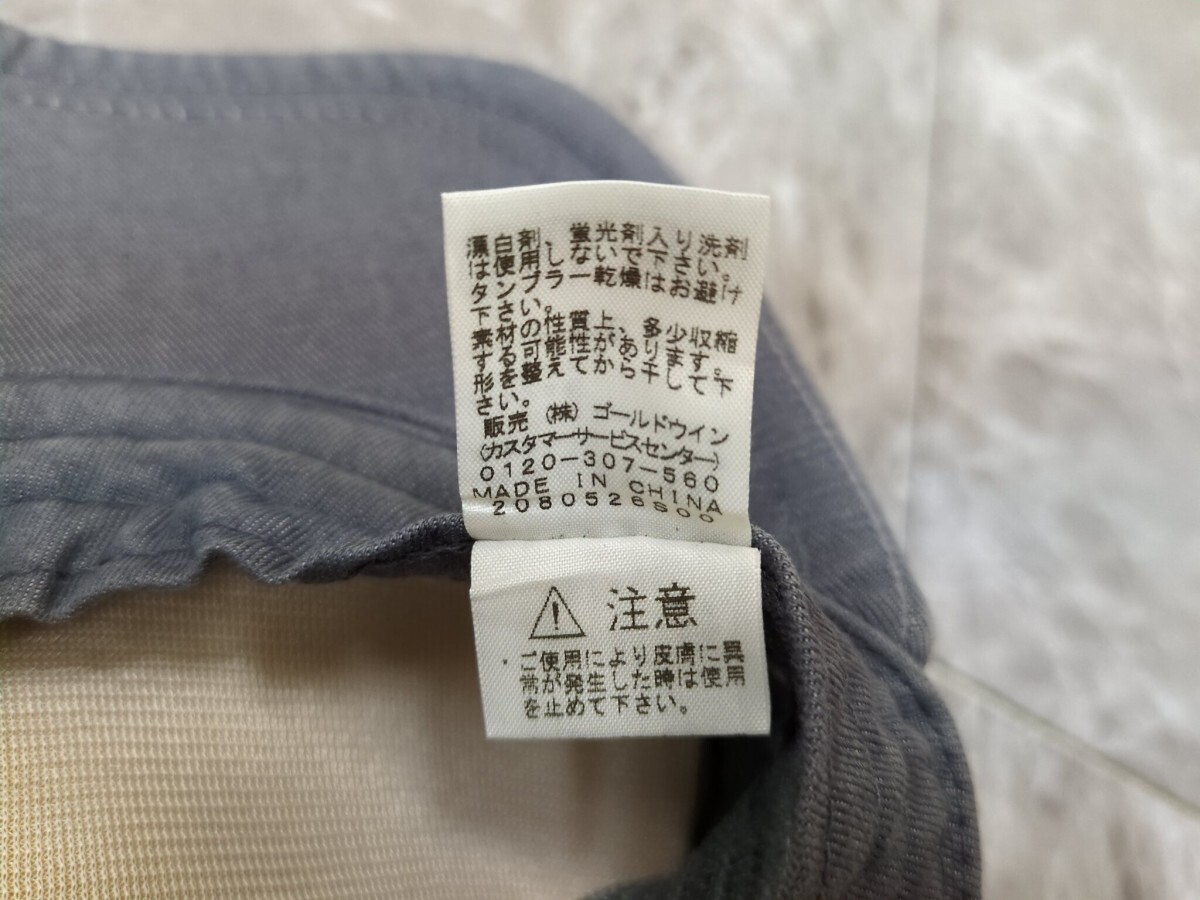 漂白剤、蛍光剤入り洗剤
は使用しないで下さい。
タンブラー乾燥はお避け
下さい。
素材の性質上、多少収縮
する可能性があります。
形を整えてから干して下
さい。
販売 (株) ゴールドウイン
(カスタマーサービスセンター)
0120-307-560
MADE IN CHINA
2080526S00
注意
ご使用により皮膚に異
常が発生した時は使用
を止めて下さい。